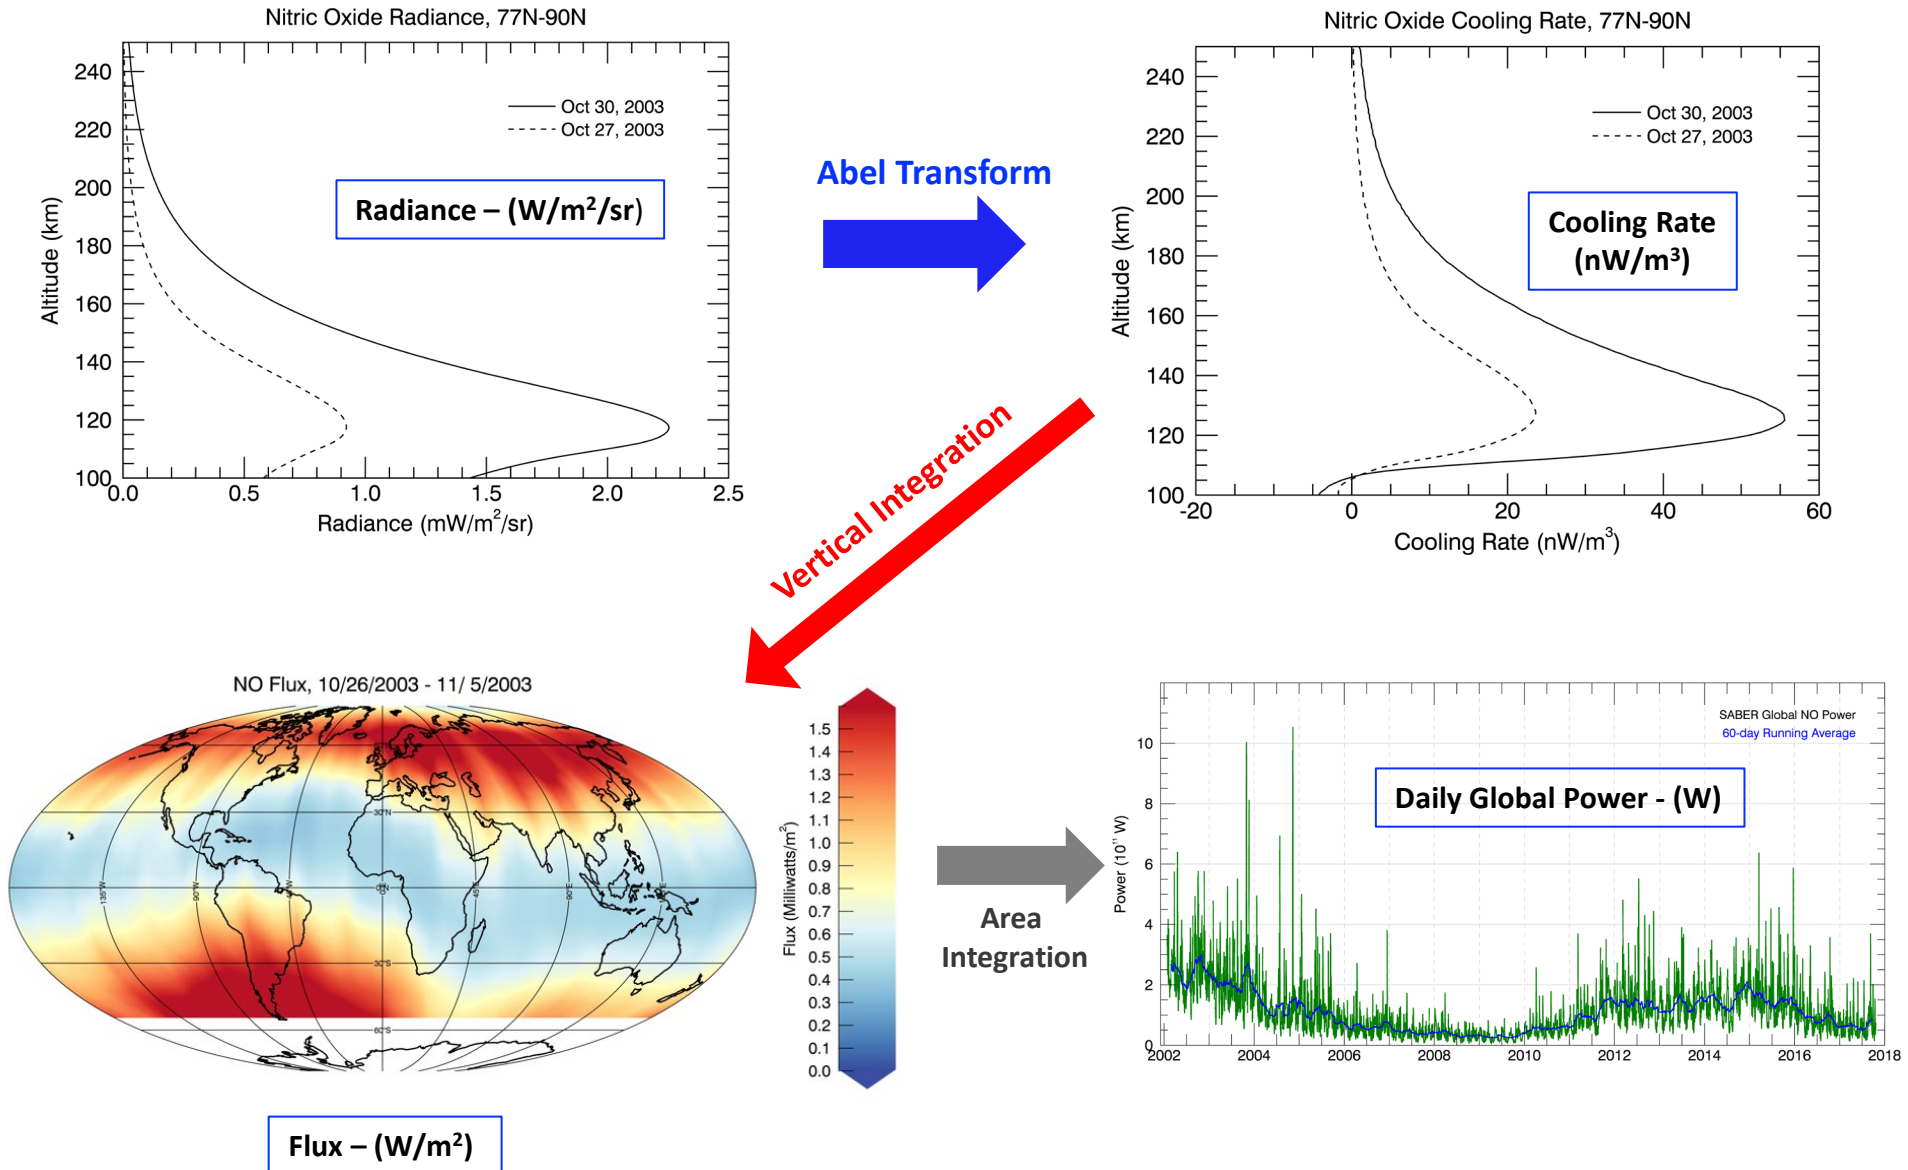 Nitric Oxide Radiance, 77N-90N
240
220
200
180
160
140
120
100
Altitude (km)
Oct 30, 2003
Oct 27, 2003
Radiance – (W/m²/sr)
0.0 0.5 1.0 1.5 2.0 2.5
Radiance (mW/m²/sr)
Abel Transform
Nitric Oxide Cooling Rate, 77N-90N
240
220
200
180
160
140
120
100
Altitude (km)
Oct 30, 2003
Oct 27, 2003
Cooling Rate
(nW/m³)
-20 0 20 40 60
Cooling Rate (nW/m³)
Vertical Integration
NO Flux, 10/26/2003 - 11/ 5/2003
30°N
30°S
60°S
135°W
90°W
90°E
1.5
1.4
1.3
1.2
1.1
1.0
0.9
0.8
0.7
0.6
0.5
0.4
0.3
0.2
0.1
0.0
Flux (Milliwatts/m²)
Flux – (W/m²)
Area
Integration
SABER Global NO Power
60-day Running Average
Daily Global Power - (W)
10
8
6
4
2
0
Power (10¹¹ W)
2002 2004 2006 2008 2010 2012 2014 2016 2018